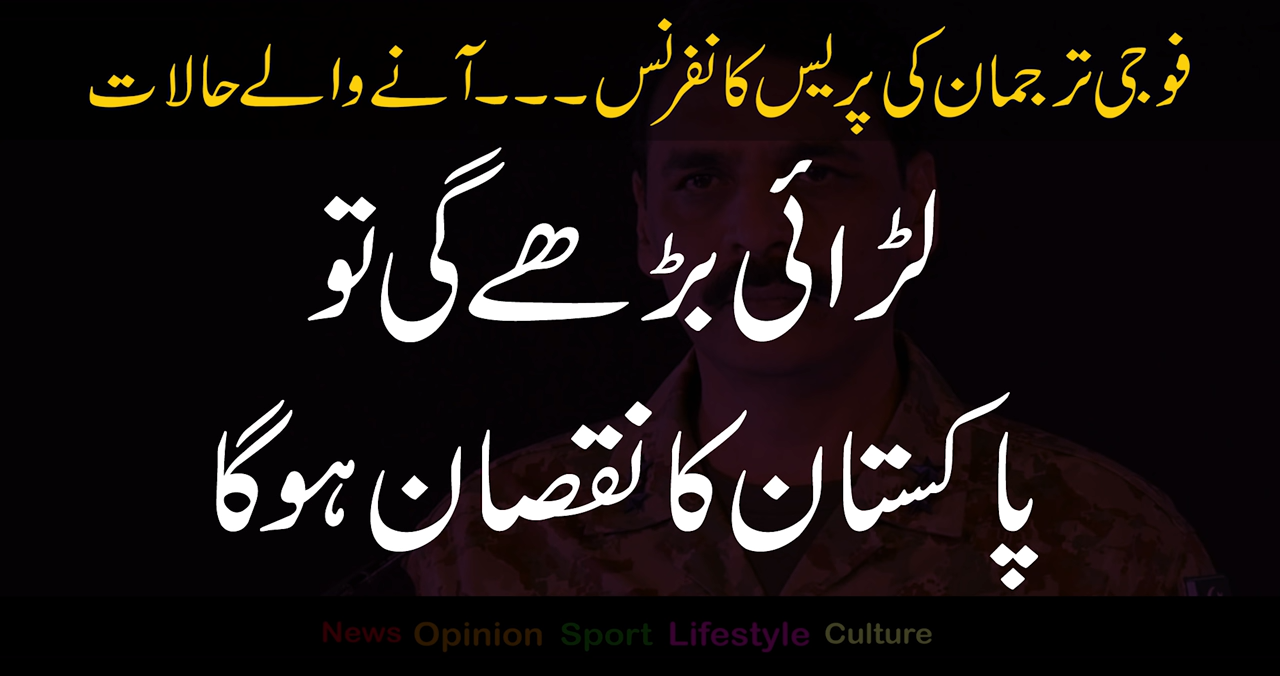 فوجی ترجمان کی پریس کانفرنس۔۔۔آنے والے حالات
لڑائی بڑھے گی تو
پاکستان کا نقصان ہوگا
News Opinion Sport Lifestyle Culture